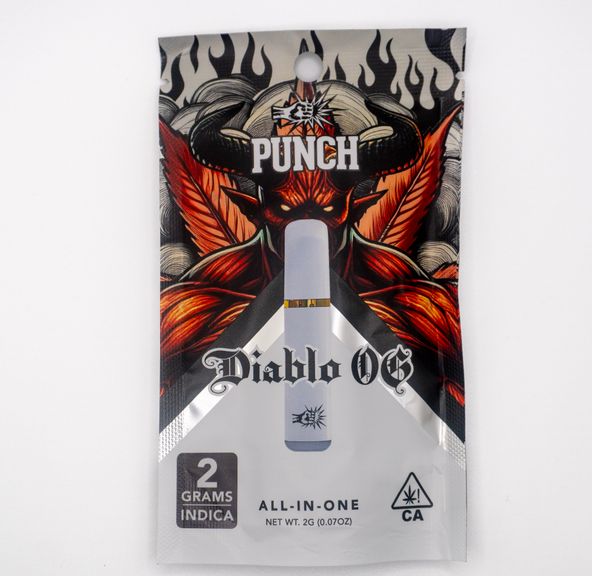 PUNCH
Diablo OG
2
GRAMS
INDICA
ALL-IN-ONE
NET WT. 2G (0.07OZ)
CA